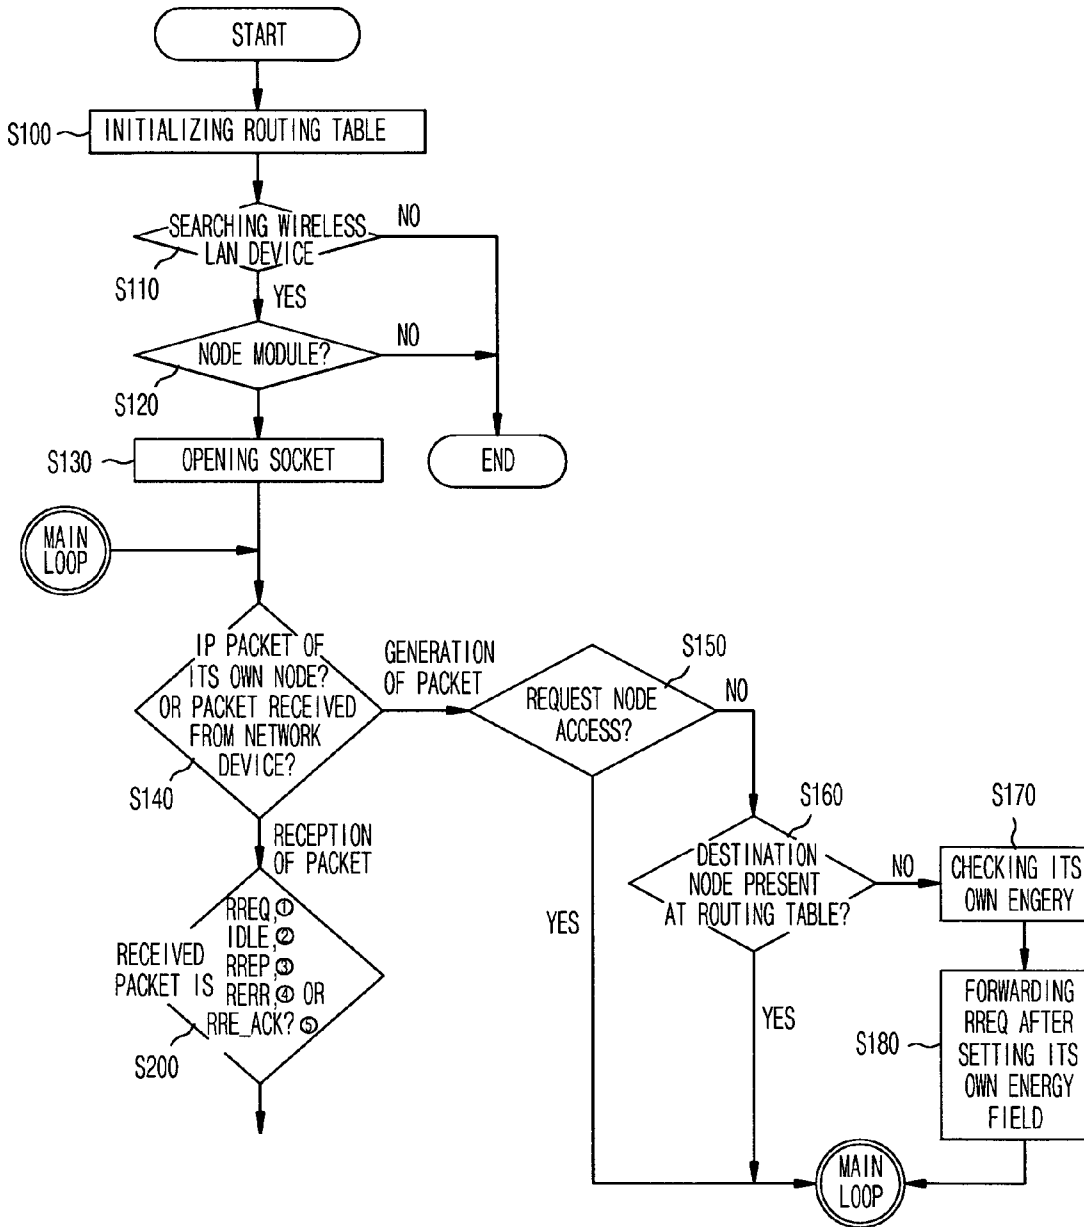 START
S100
INITIALIZING ROUTING TABLE
SEARCHING WIRELESS
LAN DEVICE
NO
S110
YES
NODE MODULE?
NO
S120
S130
OPENING SOCKET
END
MAIN
LOOP
IP PACKET OF
ITS OWN NODE?
OR PACKET RECEIVED
FROM NETWORK
DEVICE?
S140
GENERATION
OF PACKET
S150
REQUEST NODE
ACCESS?
NO
YES
RECEPTION
OF PACKET
S160
DESTINATION
NODE PRESENT
AT ROUTING TABLE?
NO
YES
S170
CHECKING ITS
OWN ENGERY
S180
FORWARDING
RREQ AFTER
SETTING ITS
OWN ENERGY
FIELD
RECEIVED
PACKET IS
RREQ,①
IDLE,②
RREP,③
RERR,④ OR
RRE_ACK?⑤
S200
MAIN
LOOP